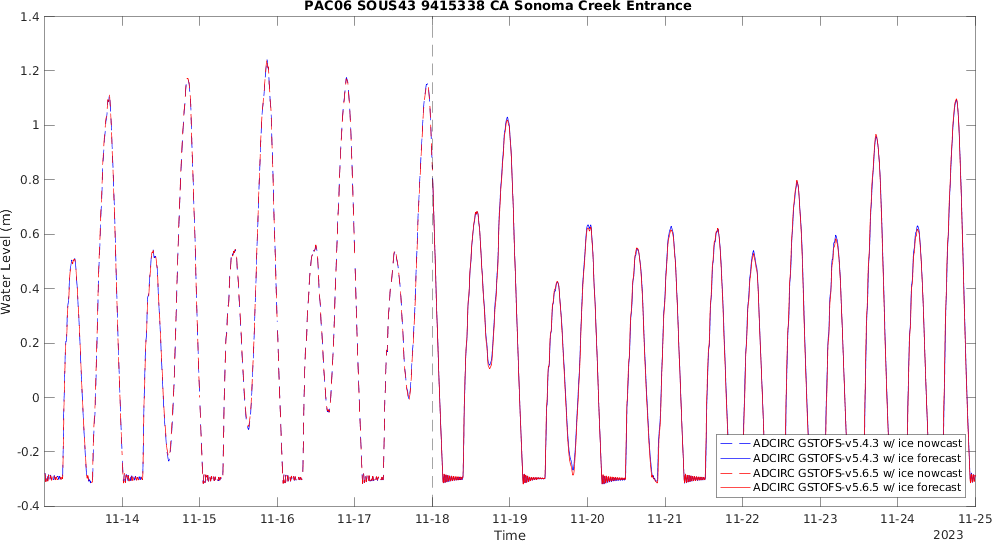 PAC06 SOUS43 9415338 CA Sonoma Creek Entrance
1.4
1.2
1
0.8
0.6
0.4
0.2
0
-0.2
-0.4
Water Level (m)
ADCIRC GSTOFS-v5.4.3 w/ ice nowcast
ADCIRC GSTOFS-v5.4.3 w/ ice forecast
ADCIRC GSTOFS-v5.6.5 w/ ice nowcast
ADCIRC GSTOFS-v5.6.5 w/ ice forecast
11-14 11-15 11-16 11-17 11-18 11-19 11-20 11-21 11-22 11-23 11-24 11-25
Time 2023